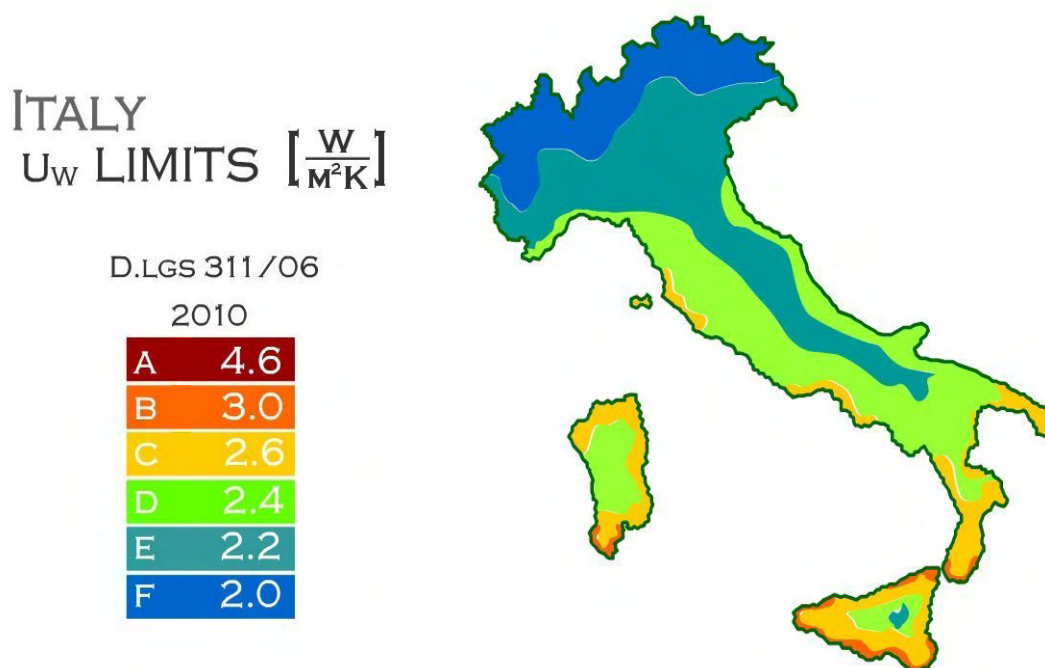 ITALY
Uw LIMITS [W/M²K]
D.LGS 311/06
2010
A 4.6
B 3.0
C 2.6
D 2.4
E 2.2
F 2.0